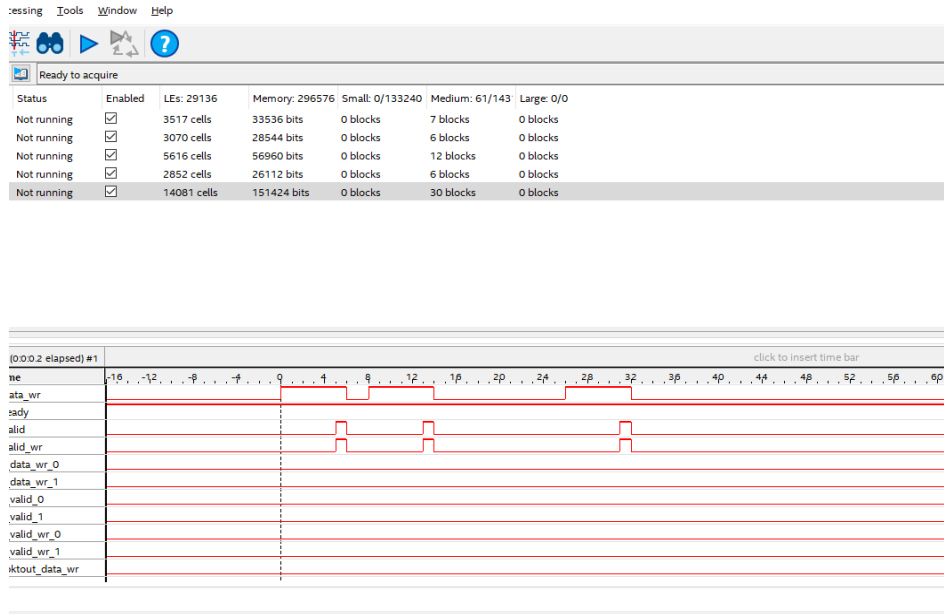 cessing Tools Window Help
Ready to acquire
Status Enabled LEs: 29136 Memory: 296576 Small: 0/133240 Medium: 61/143 Large: 0/0
Not running 3517 cells 33536 bits 0 blocks 7 blocks 0 blocks
Not running 3070 cells 28544 bits 0 blocks 6 blocks 0 blocks
Not running 5616 cells 56960 bits 0 blocks 12 blocks 0 blocks
Not running 2852 cells 26112 bits 0 blocks 6 blocks 0 blocks
Not running 14081 cells 151424 bits 0 blocks 30 blocks 0 blocks
(0:0:0.2 elapsed) #1 click to insert time bar
me -16 -12 -8 -4 0 4 8 12 16 20 24 28 32 36 40 44 48 52 56 60
ata_wr
eady
alid
alid_wr
data_wr_0
data_wr_1
valid_0
valid_1
valid_wr_0
valid_wr_1
oktout_data_wr